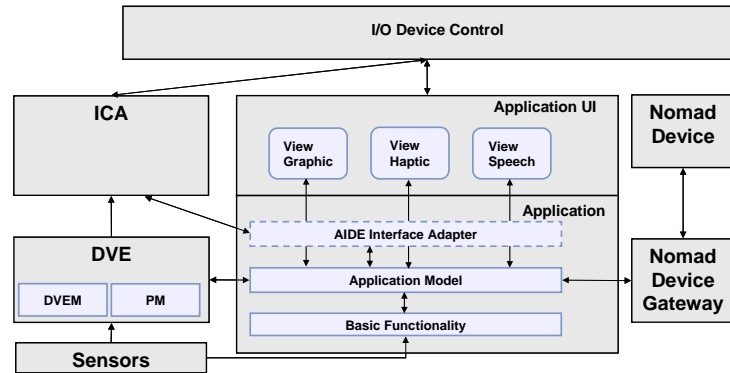 I/O Device Control
ICA
Application UI
View
Graphic
View
Haptic
View
Speech
Nomad
Device
Application
AIDE Interface Adapter
DVE
DVEM
PM
Application Model
Basic Functionality
Nomad
Device
Gateway
Sensors